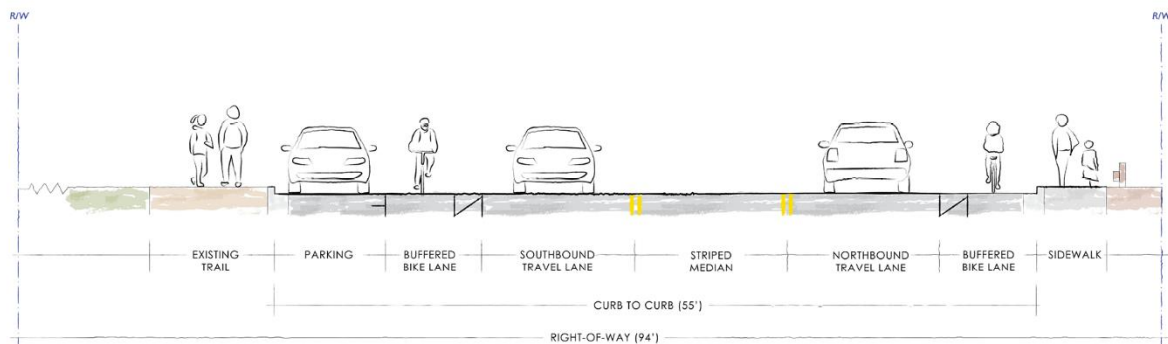 R/W
R/W
EXISTING
TRAIL
PARKING
BUFFERED
BIKE LANE
SOUTHBOUND
TRAVEL LANE
STRIPED
MEDIAN
NORTHBOUND
TRAVEL LANE
BUFFERED
BIKE LANE
SIDEWALK
CURB TO CURB (55')
RIGHT-OF-WAY (94')